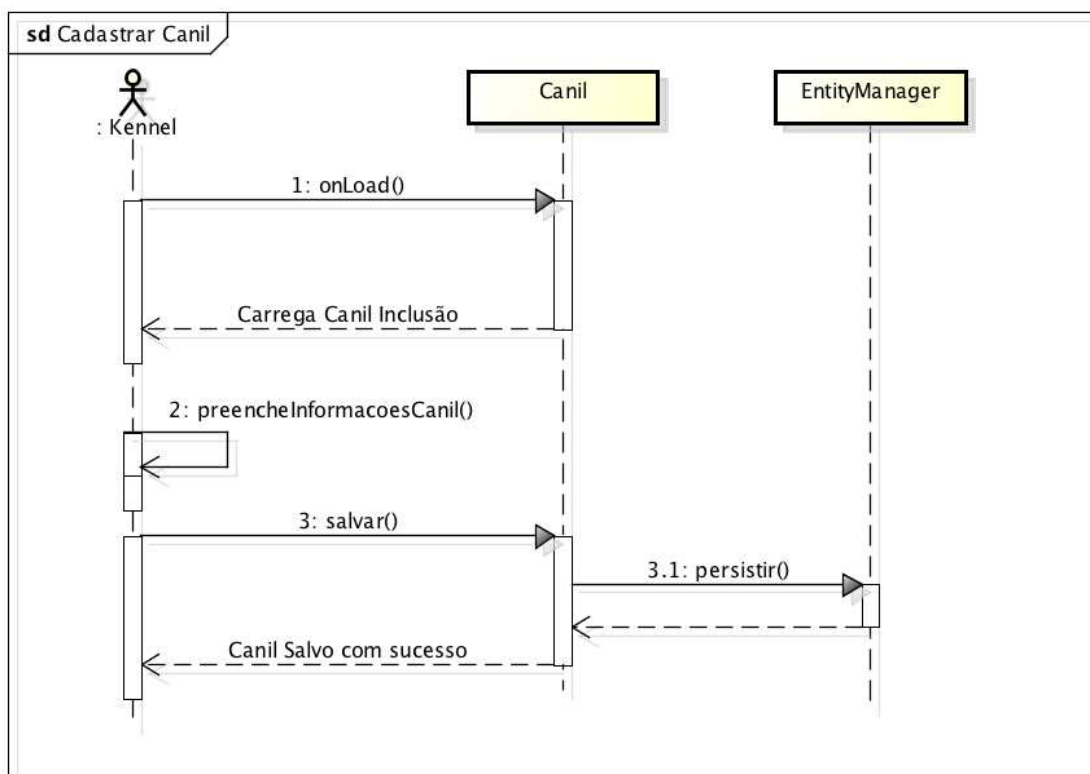 sd Cadastrar Canil
Canil
EntityManager
: Kennel
1: onLoad()
Carrega Canil Inclusão
2: preencheInformacoesCanil()
3: salvar()
3.1: persistir()
Canil Salvo com sucesso